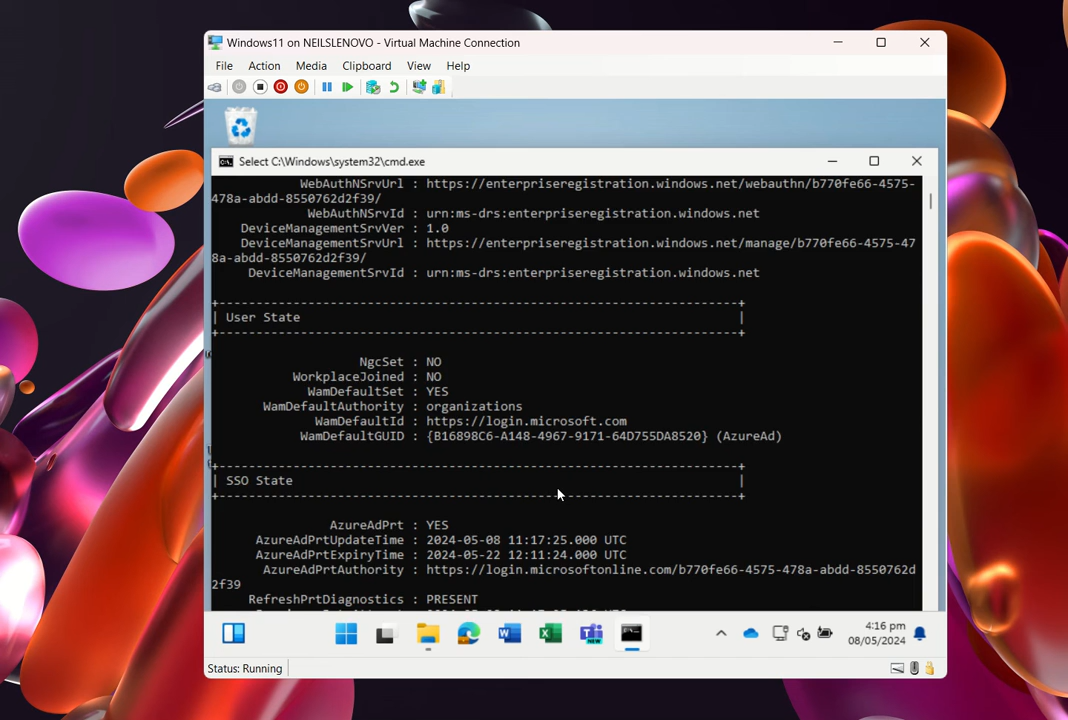 Windows11 on NEILSLENOVO - Virtual Machine Connection
File Action Media Clipboard View Help
Select C:\Windows\system32\cmd.exe
WebAuthNSrvUrl : https://enterpriseregistration.windows.net/webauthn/b770fe66-4575-
478a-abdd-8550762d2f39/
WebAuthNSrvId : urn:ms-drs:enterpriseregistration.windows.net
DeviceManagementSrvVer : 1.0
DeviceManagementSrvUrl : https://enterpriseregistration.windows.net/manage/b770fe66-4575-47
8a-abdd-8550762d2f39/
DeviceManagementSrvId : urn:ms-drs:enterpriseregistration.windows.net
+----------------------------------------------------------------------+
| User State |
+----------------------------------------------------------------------+
NgcSet : NO
WorkplaceJoined : NO
WamDefaultSet : YES
WamDefaultAuthority : organizations
WamDefaultId : https://login.microsoft.com
WamDefaultGUID : {B16898C6-A148-4967-9171-64D755DA8520} (AzureAd)
+----------------------------------------------------------------------+
| SSO State |
+----------------------------------------------------------------------+
AzureAdPrt : YES
AzureAdPrtUpdateTime : 2024-05-08 11:17:25.000 UTC
AzureAdPrtExpiryTime : 2024-05-22 12:11:24.000 UTC
AzureAdPrtAuthority : https://login.microsoftonline.com/b770fe66-4575-478a-abdd-8550762d
2f39
RefreshPrtDiagnostics : PRESENT
4:16 pm
08/05/2024
Status: Running